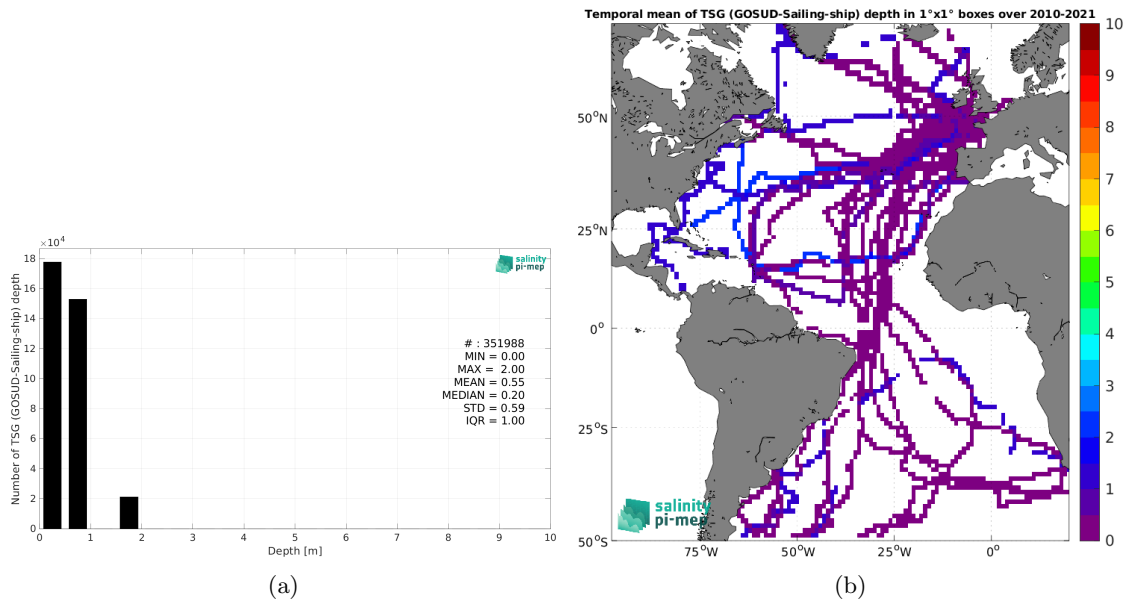 Temporal mean of TSG (GOSUD-Sailing-ship) depth in 1°x1° boxes over 2010-2021
×10⁴
18
16
14
12
10
8
6
4
2
0
Number of TSG (GOSUD-Sailing-ship) depth
salinity
pi-mep
# : 351988
MIN = 0.00
MAX = 2.00
MEAN = 0.55
MEDIAN = 0.20
STD = 0.59
IQR = 1.00
0 1 2 3 4 5 6 7 8 9 10
Depth [m]
(a)
50°N
25°N
0°
25°S
50°S
salinity
pi-mep
75°W 50°W 25°W 0°
10
9
8
7
6
5
4
3
2
1
0
(b)